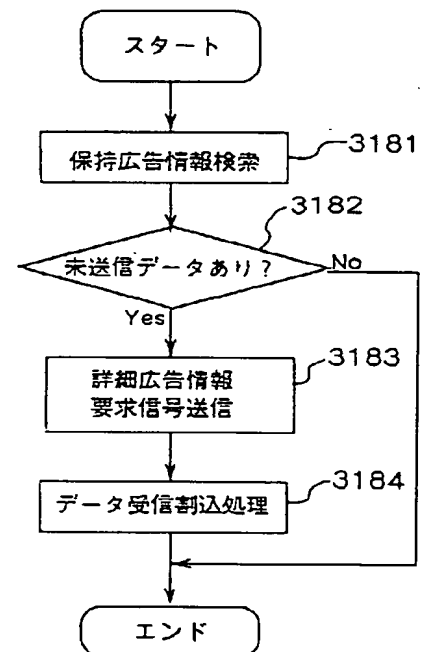 スタート
保持広告情報検索
3181
3182
未送信データあり?
No
Yes
詳細広告情報
要求信号送信
3183
データ受信割込処理
3184
エンド